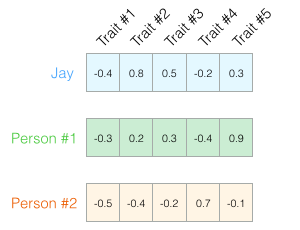 Trait #1 Trait #2 Trait #3 Trait #4 Trait #5
Jay -0.4 0.8 0.5 -0.2 0.3
Person #1 -0.3 0.2 0.3 -0.4 0.9
Person #2 -0.5 -0.4 -0.2 0.7 -0.1